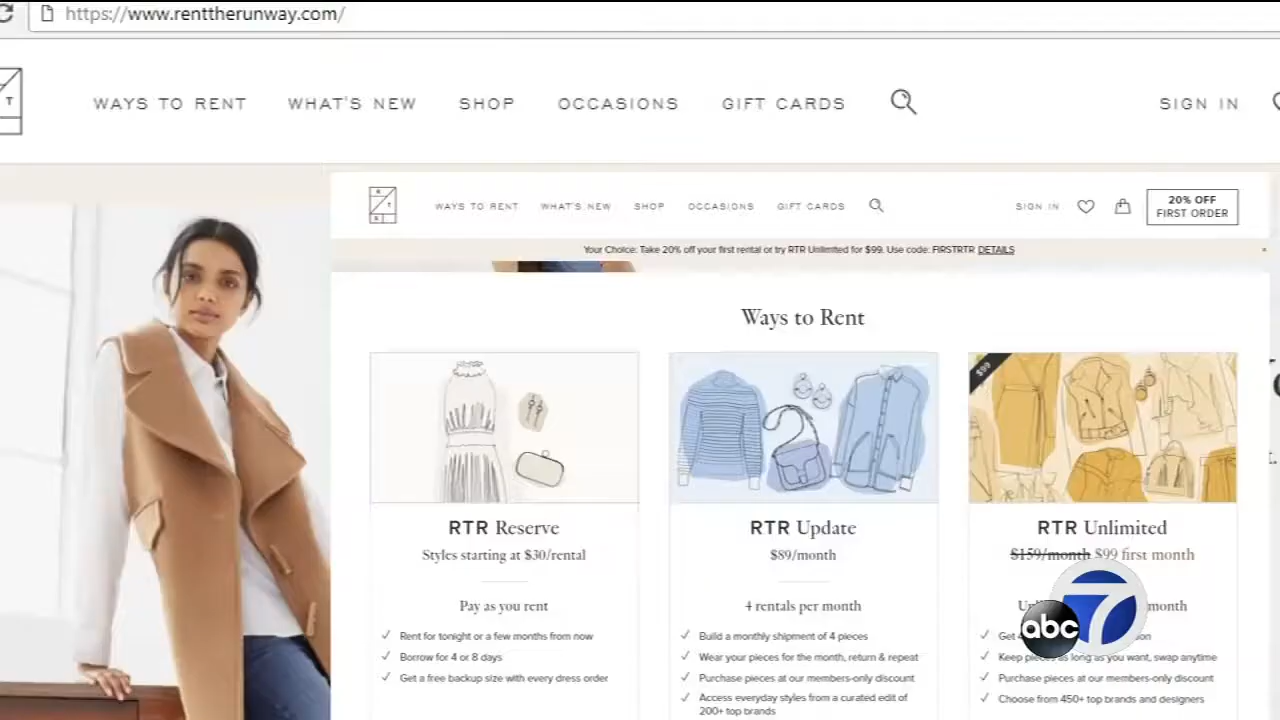 https://www.renttherunway.com/
T
WAYS TO RENT WHAT'S NEW SHOP OCCASIONS GIFT CARDS
SIGN IN
R
T
R
WAYS TO RENT WHAT'S NEW SHOP OCCASIONS GIFT CARDS
SIGN IN
20% OFF
FIRST ORDER
Your Choice: Take 20% off your first rental or try RTR Unlimited for $99. Use code: FIRSTRTR DETAILS
Ways to Rent
RTR Reserve
Styles starting at $30/rental
Pay as you rent
Rent for tonight or a few months from now
Borrow for 4 or 8 days
Get a free backup size with every dress order
RTR Update
$89/month
4 rentals per month
Build a monthly shipment of 4 pieces
Wear your pieces for the month, return & repeat
Purchase pieces at our members-only discount
Access everyday styles from a curated edit of
200+ top brands
$99
RTR Unlimited
$159/month $99 first month
month
Get
Keep pieces as long as you want, swap anytime
Purchase pieces at our members-only discount
Choose from 450+ top brands and designers
abc 7